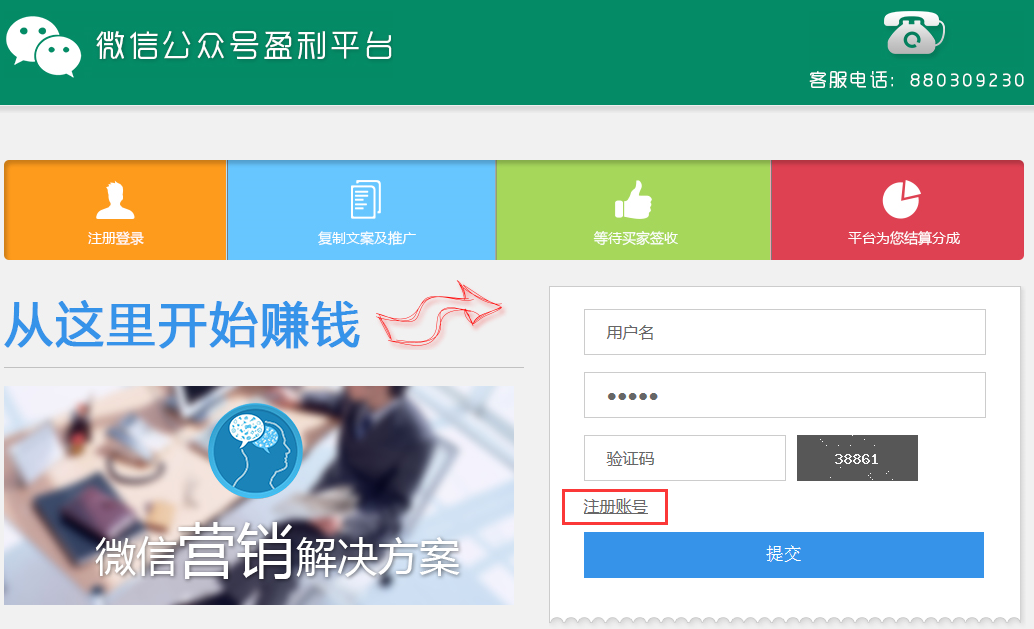 微信公众号盈利平台
客服电话: 880309230
注册登录
复制文案及推广
等待买家签收
平台为您结算分成
从这里开始赚钱
用户名
•••••
验证码
38861
注册账号
提交
微信营销解决方案